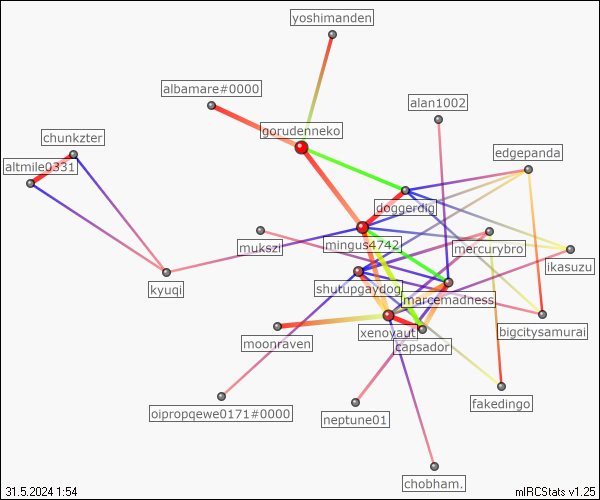 yoshimanden
albamare#0000
alan1002
gorudenneko
chunkzter
edgepanda
altmile0331
doggerdig
mukszi
mingus4742
mercurybro
ikasuzu
kyuqi
shutupgaydog
marcemadness
bigcitysamurai
xenoyaut
moonraven
capsador
fakedingo
oipropqewe0171#0000
neptune01
chobham.
31.5.2024 1:54
mIRCStats v1.25